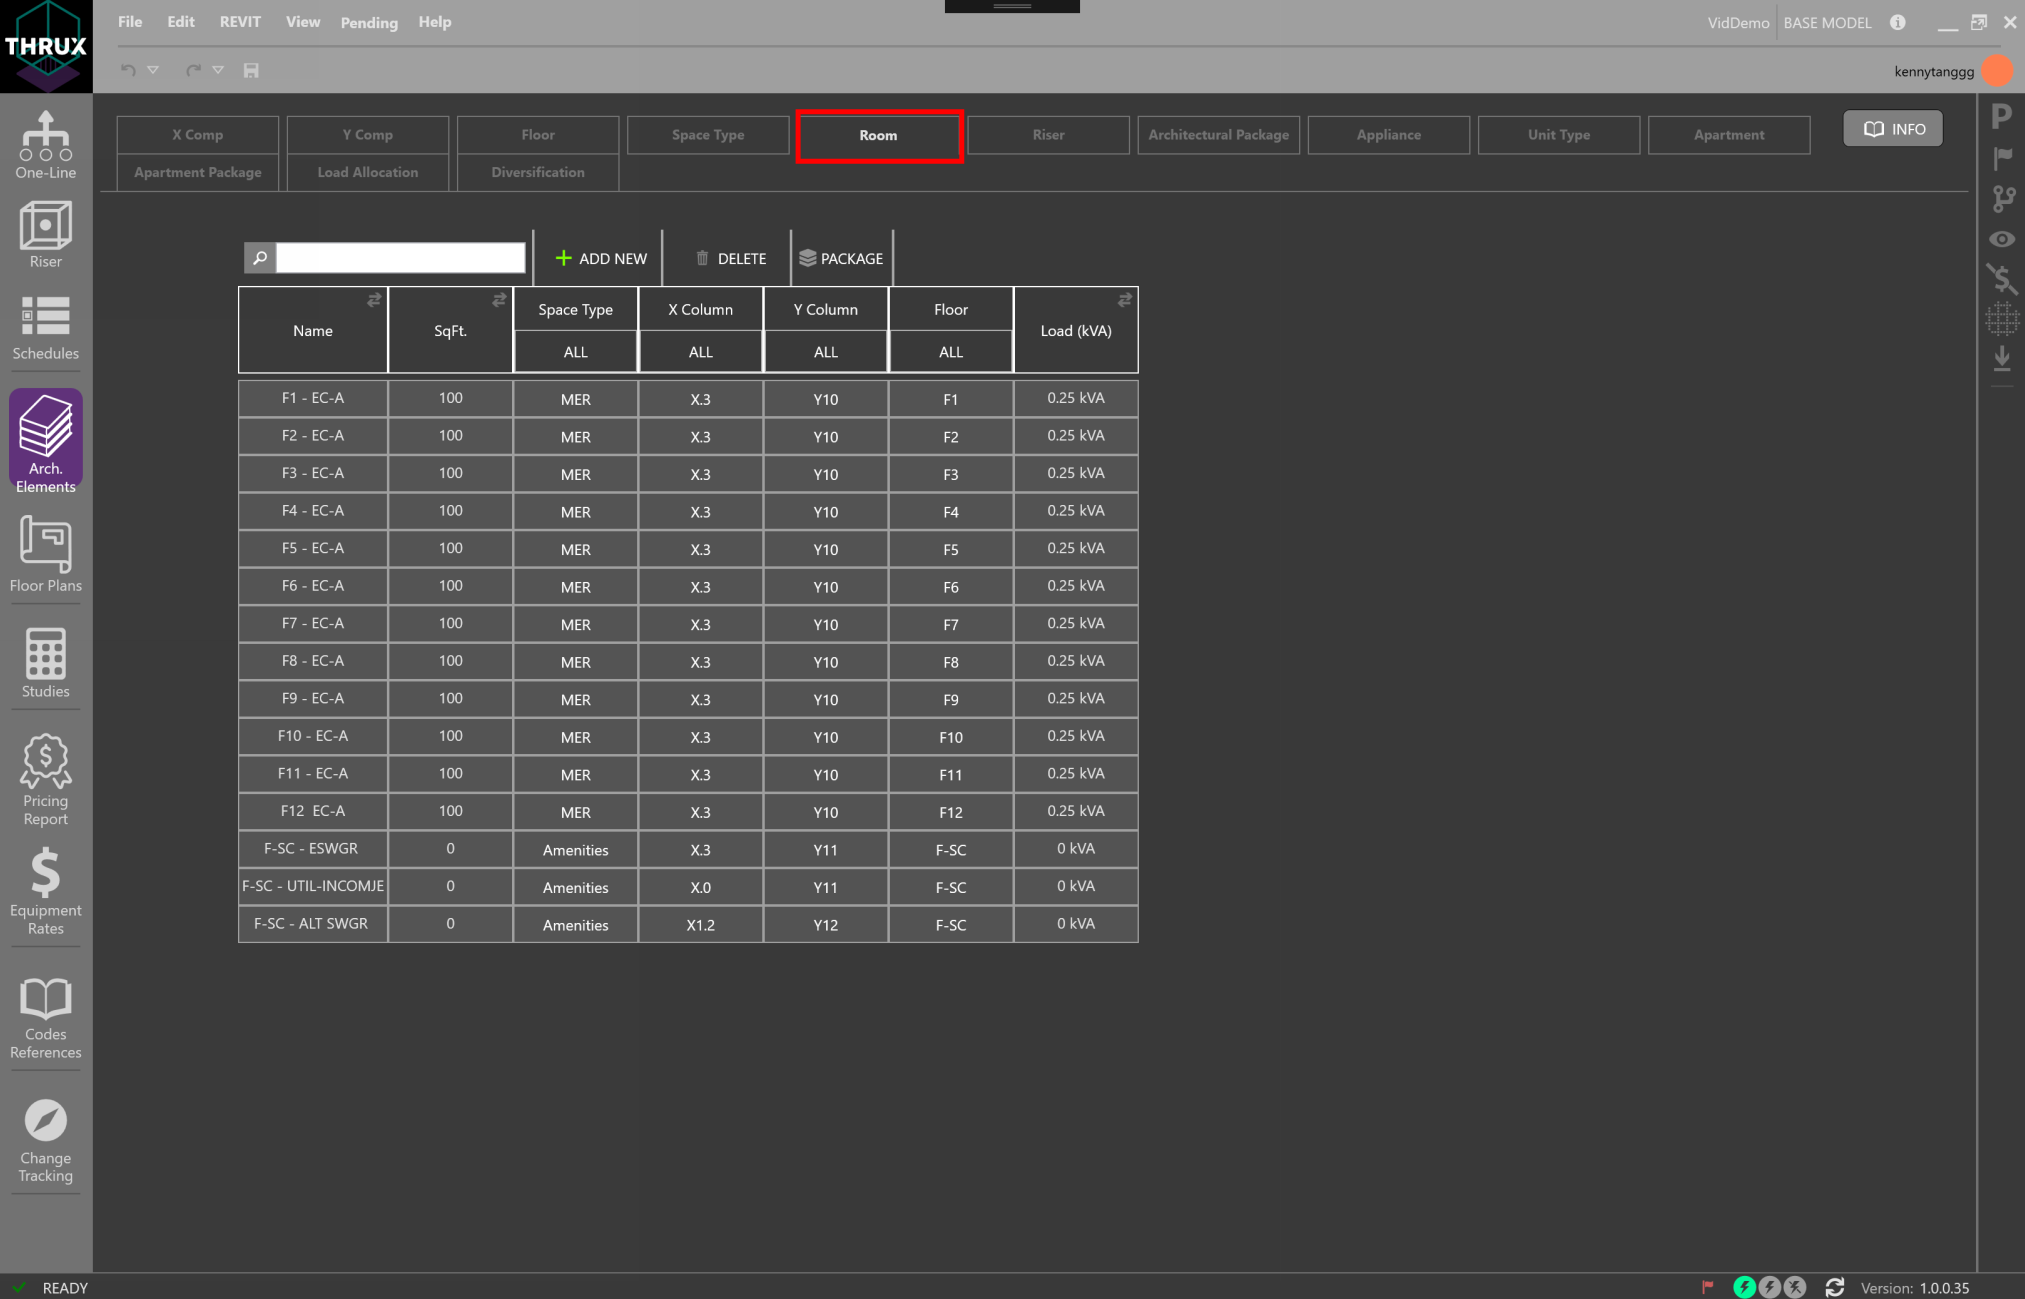 THRUX
File Edit REVIT View Pending Help
VidDemo BASE MODEL
kennytanggg
X Comp Y Comp Floor Space Type Room Riser Architectural Package Appliance Unit Type Apartment
INFO
Apartment Package Load Allocation Diversification
One-Line
Riser
Schedules
Arch.
Elements
Floor Plans
Studies
Pricing
Report
Equipment
Rates
Codes
References
Change
Tracking
ADD NEW DELETE PACKAGE
Name SqFt. Space Type X Column Y Column Floor Load (kVA)
ALL ALL ALL ALL
F1 - EC-A 100 MER X.3 Y10 F1 0.25 kVA
F2 - EC-A 100 MER X.3 Y10 F2 0.25 kVA
F3 - EC-A 100 MER X.3 Y10 F3 0.25 kVA
F4 - EC-A 100 MER X.3 Y10 F4 0.25 kVA
F5 - EC-A 100 MER X.3 Y10 F5 0.25 kVA
F6 - EC-A 100 MER X.3 Y10 F6 0.25 kVA
F7 - EC-A 100 MER X.3 Y10 F7 0.25 kVA
F8 - EC-A 100 MER X.3 Y10 F8 0.25 kVA
F9 - EC-A 100 MER X.3 Y10 F9 0.25 kVA
F10 - EC-A 100 MER X.3 Y10 F10 0.25 kVA
F11 - EC-A 100 MER X.3 Y10 F11 0.25 kVA
F12  EC-A 100 MER X.3 Y10 F12 0.25 kVA
F-SC - ESWGR 0 Amenities X.3 Y11 F-SC 0 kVA
F-SC - UTIL-INCOMJE 0 Amenities X.0 Y11 F-SC 0 kVA
F-SC - ALT SWGR 0 Amenities X1.2 Y12 F-SC 0 kVA
P
READY
Version: 1.0.0.35